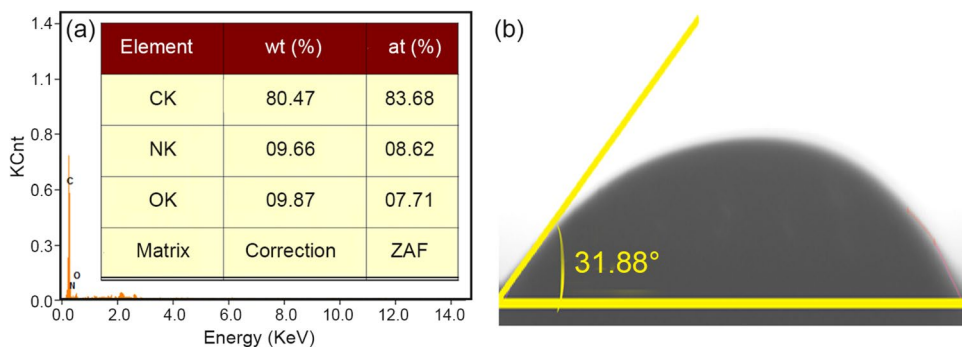 (a)
KCnt
1.4
1.1
0.8
0.6
0.3
0.0
Element wt (%) at (%)
CK 80.47 83.68
NK 09.66 08.62
OK 09.87 07.71
Matrix Correction ZAF
C
O
N
0.0 2.0 4.0 6.0 8.0 10.0 12.0 14.0
Energy (KeV)
(b)
31.88°